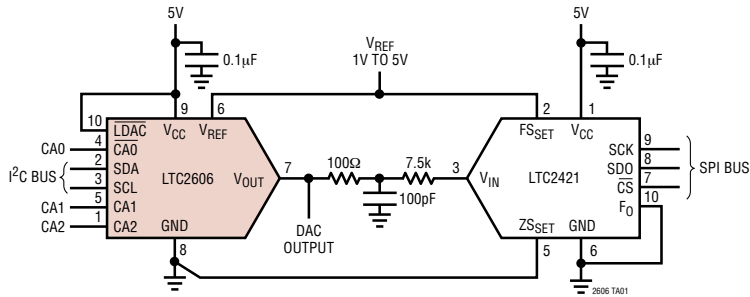 5V
5V
0.1µF
VREF
1V TO 5V
0.1µF
9
6
2
1
10
LDAC
VCC
VREF
FSSET
VCC
CA0
4
CA0
SCK
9
I²C BUS
2
SDA
LTC2606
VOUT
7
100Ω
7.5k
3
VIN
LTC2421
SDO
8
SPI BUS
3
SCL
CS
7
CA1
5
CA1
100pF
FO
10
CA2
1
CA2
GND
DAC
OUTPUT
ZSSET
GND
8
5
6
2606 TA01